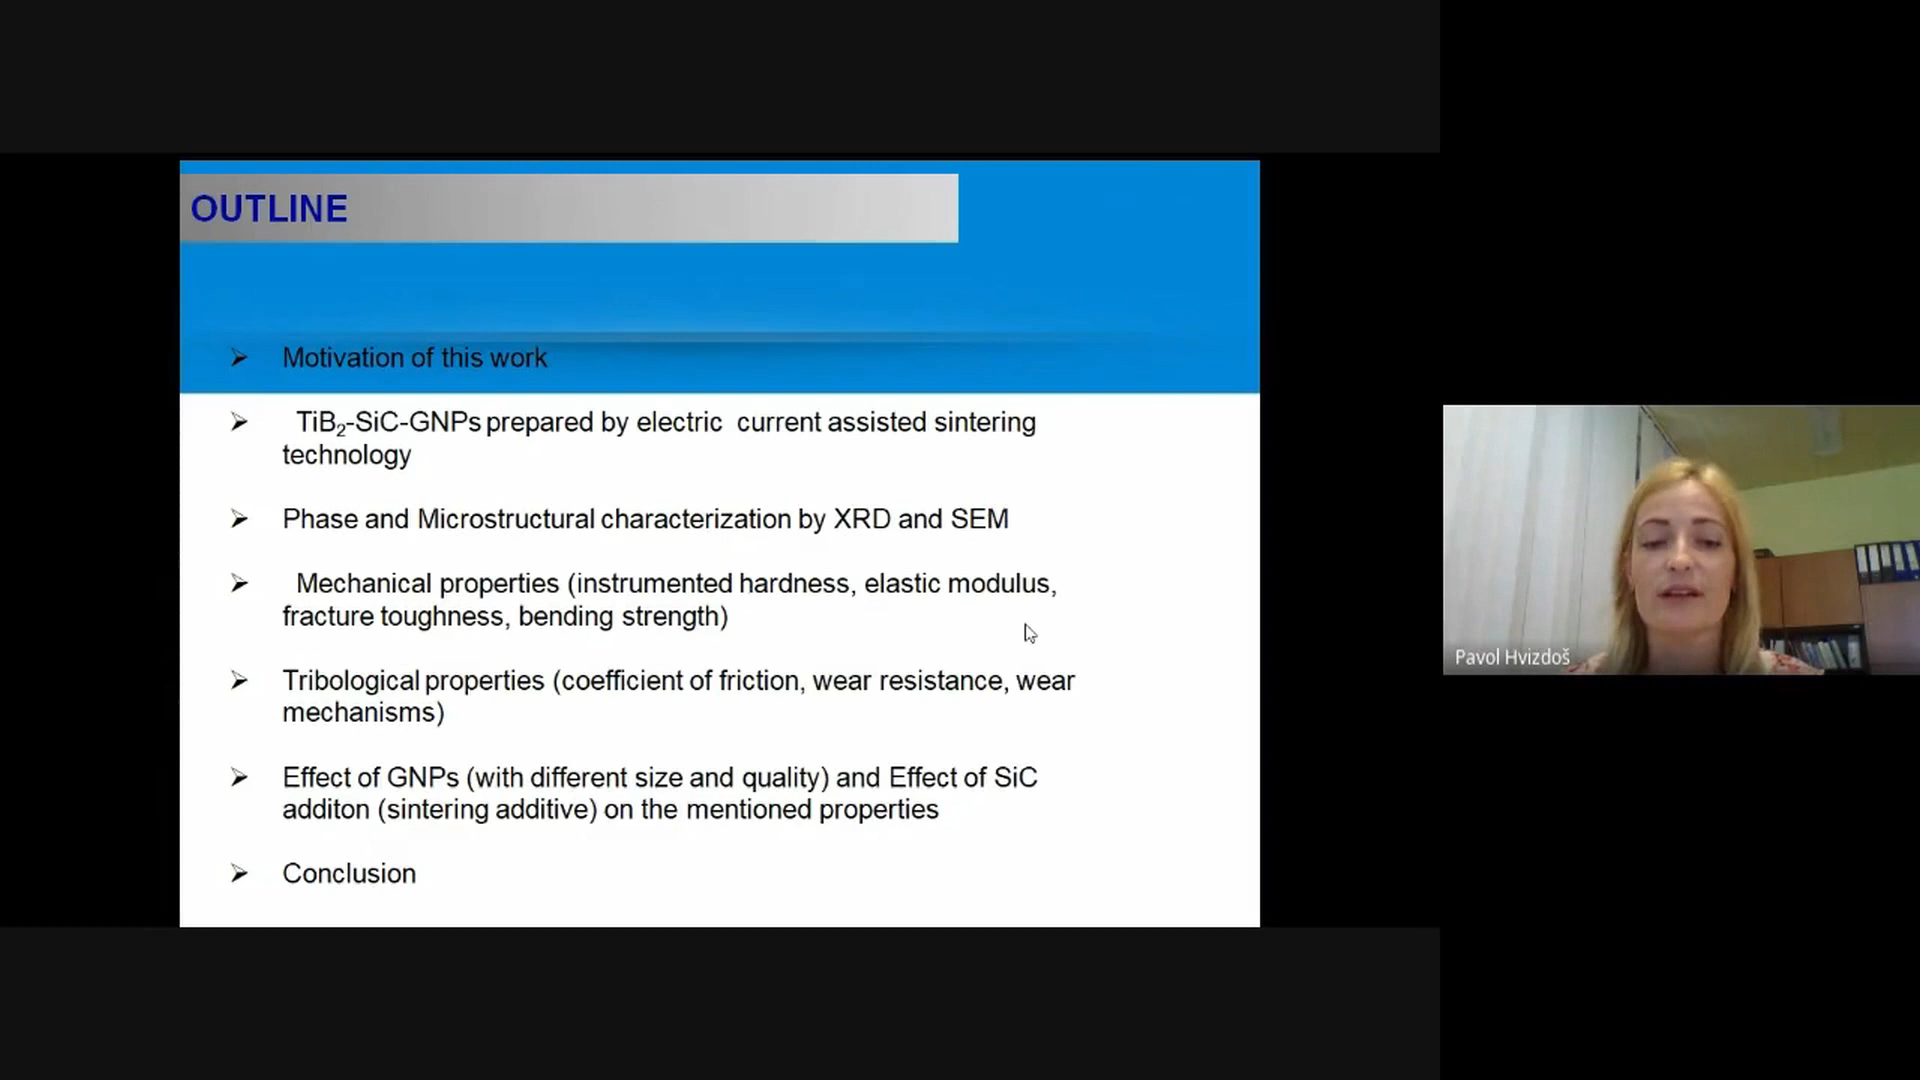 OUTLINE
➢ Motivation of this work
➢ TiB₂-SiC-GNPs prepared by electric current assisted sintering
technology
➢ Phase and Microstructural characterization by XRD and SEM
➢ Mechanical properties (instrumented hardness, elastic modulus,
fracture toughness, bending strength)
➢ Tribological properties (coefficient of friction, wear resistance, wear
mechanisms)
➢ Effect of GNPs (with different size and quality) and Effect of SiC
additon (sintering additive) on the mentioned properties
➢ Conclusion
Pavol Hvizdoš